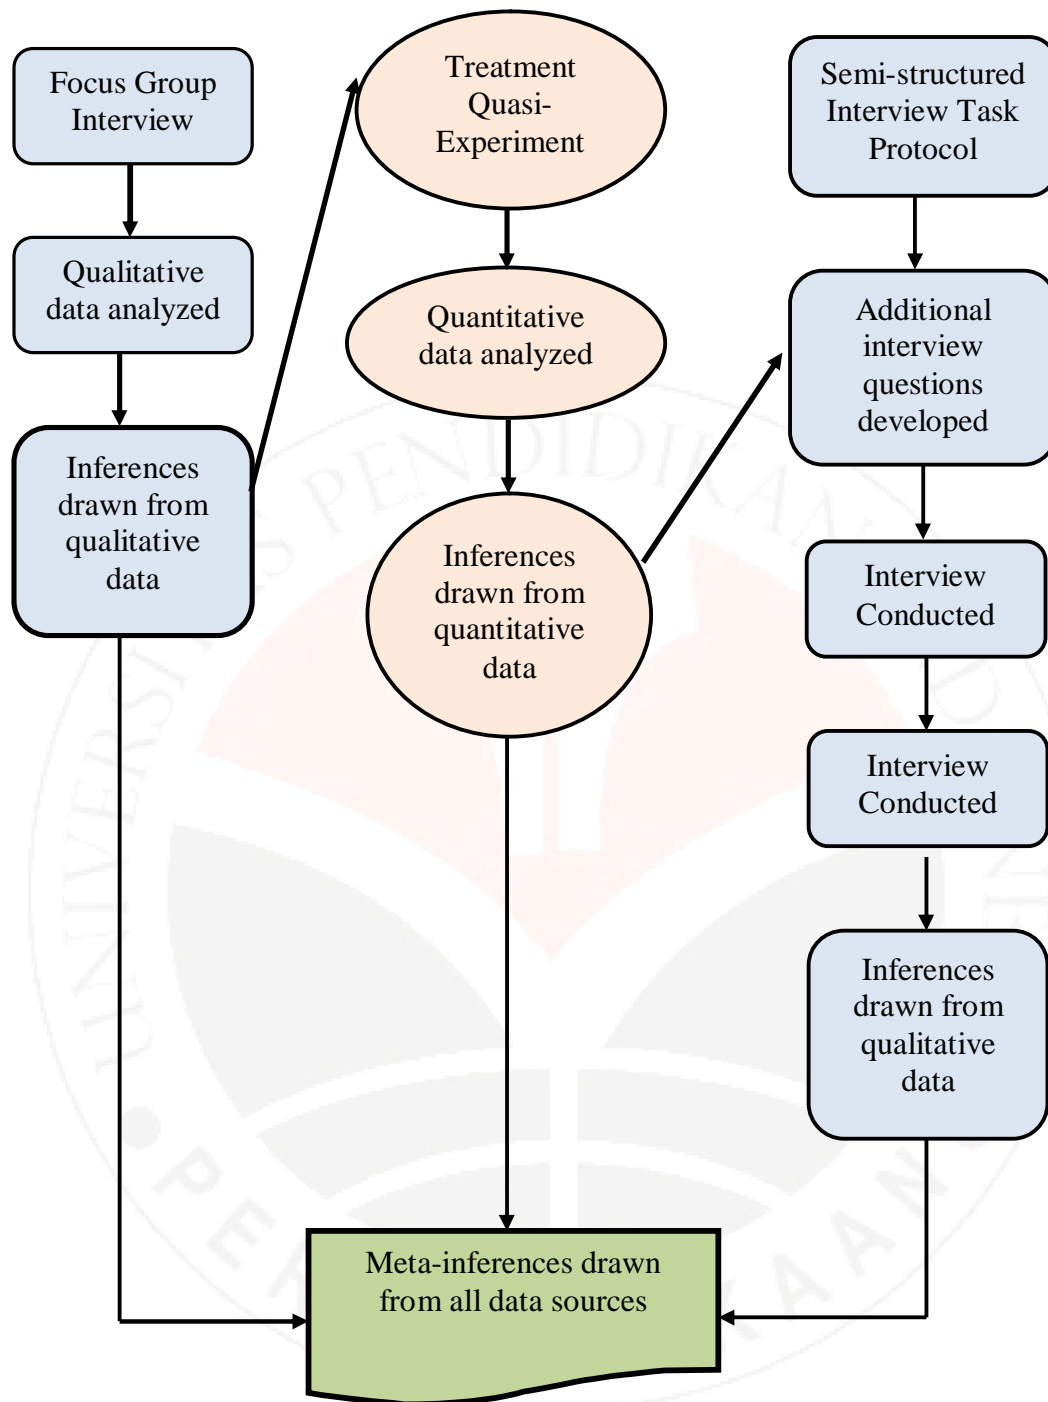 Focus Group
Interview
Qualitative
data analyzed
Inferences
drawn from
qualitative
data
Treatment
Quasi-
Experiment
Quantitative
data analyzed
Inferences
drawn from
quantitative
data
Semi-structured
Interview Task
Protocol
Additional
interview
questions
developed
Interview
Conducted
Interview
Conducted
Inferences
drawn from
qualitative
data
Meta-inferences drawn
from all data sources
PENDIDIKAN